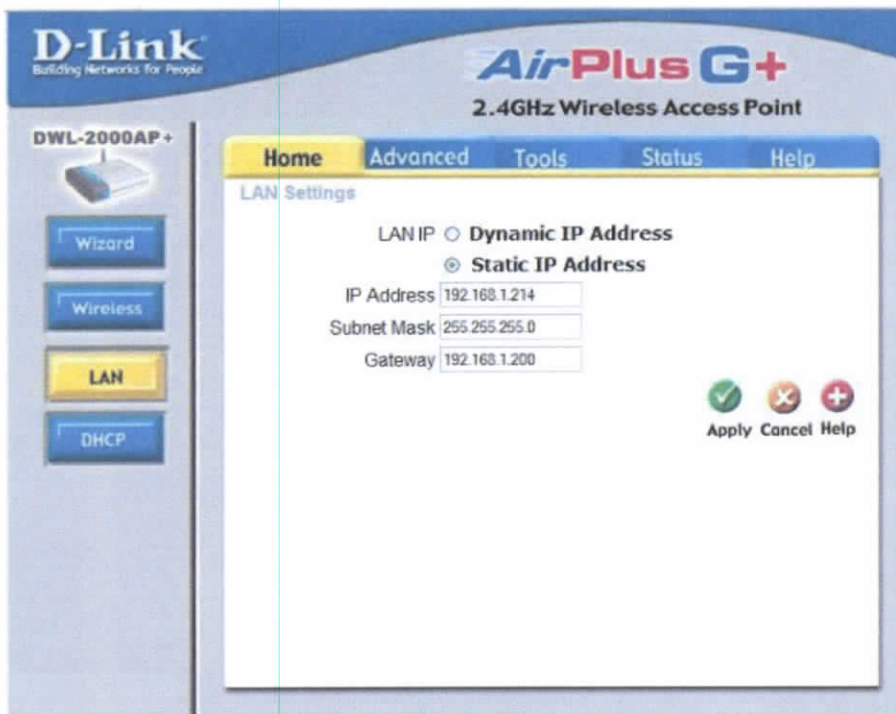 D-Link
Building Networks for People
AirPlus G+
2.4GHz Wireless Access Point
DWL-2000AP+
Home Advanced Tools Status Help
LAN Settings
Wizard
Wireless
LAN
DHCP
LAN IP Dynamic IP Address
Static IP Address
IP Address 192.168.1.214
Subnet Mask 255.255.255.0
Gateway 192.168.1.200
Apply Cancel Help